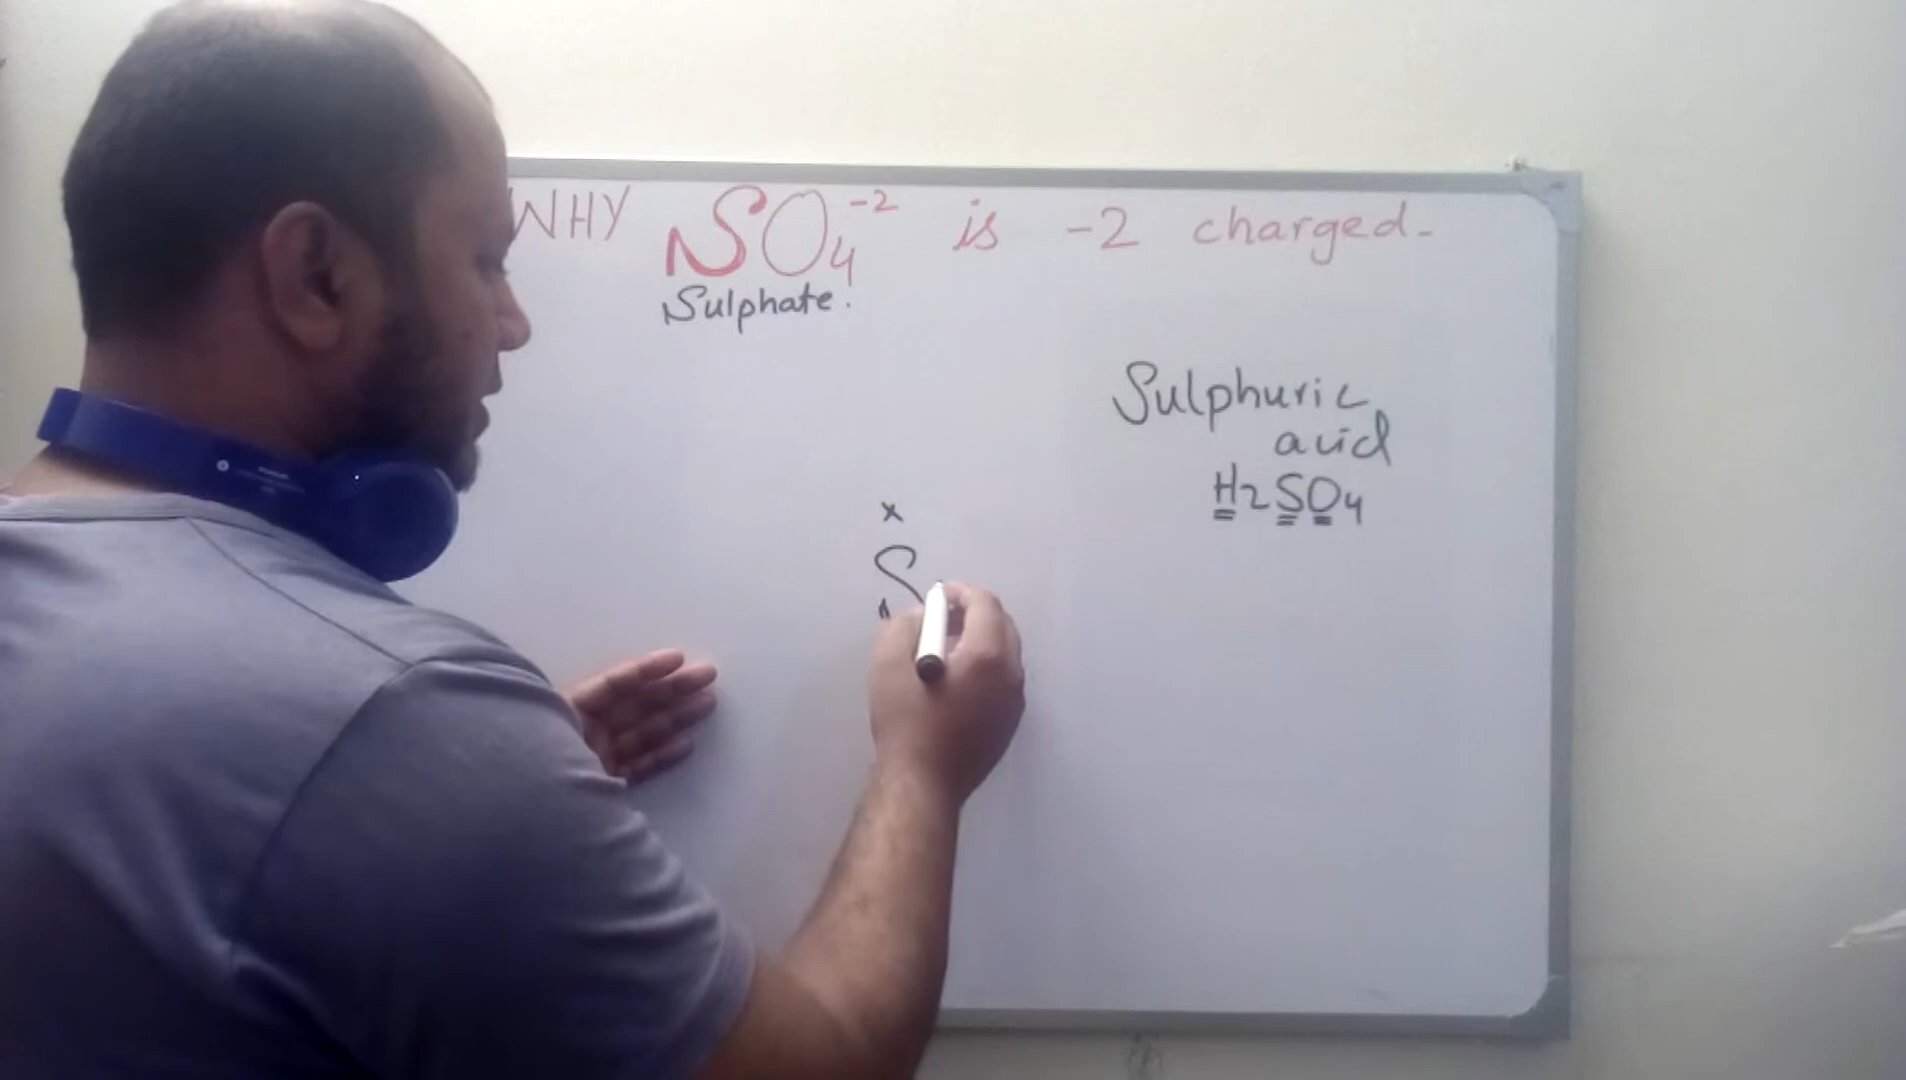 WHY SO₄⁻² is -2 charged.
Sulphate.
Sulphuric
acid
H₂SO₄
x
S